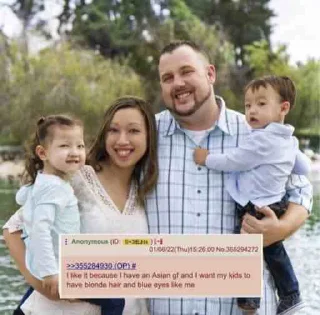 Anonymous (ID:
01/06/22(Thu)15:26:00 No.355294272
>>355284930 (OP) #
I like it because I have an Asian gf and I want my kids to
have blonde hair and blue eyes like me